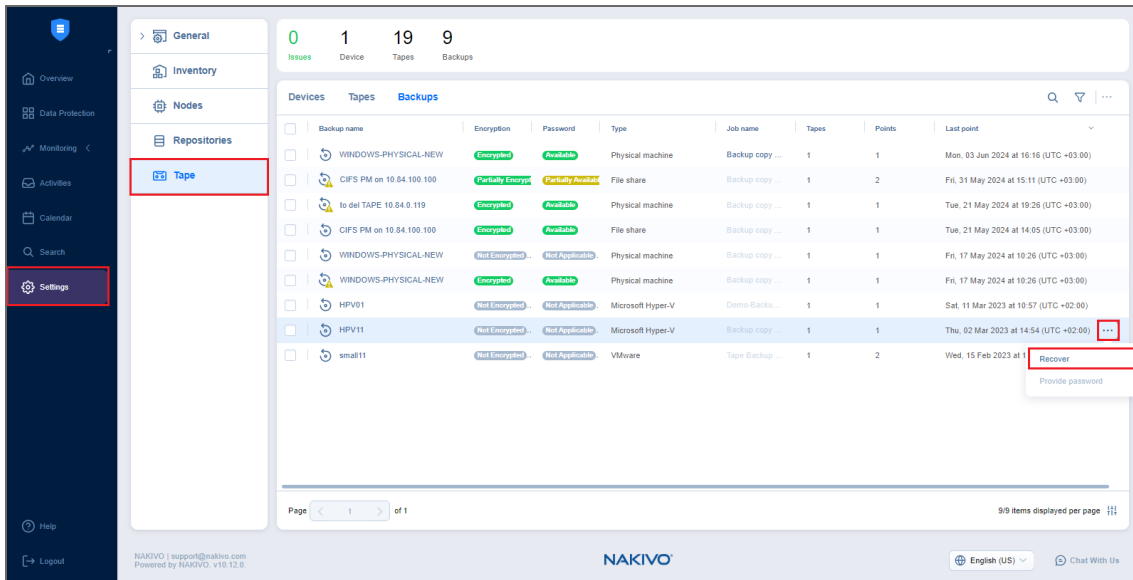 Overview
Data Protection
Monitoring
Activities
Calendar
Search
Settings
Help
Logout
General
Inventory
Nodes
Repositories
Tape
0 1 19 9
Issues Device Tapes Backups
Devices Tapes Backups
Backup name Encryption Password Type Job name Tapes Points Last point
WINDOWS-PHYSICAL-NEW Encrypted Available Physical machine Backup copy ... 1 1 Mon, 03 Jun 2024 at 16:16 (UTC +03:00)
CIFS PM on 10.84.100.100 Partially Encrypt Partially Availabl File share Backup copy ... 1 2 Fri, 31 May 2024 at 15:11 (UTC +03:00)
to del TAPE 10.84.0.119 Encrypted Available Physical machine Backup copy ... 1 1 Tue, 21 May 2024 at 19:26 (UTC +03:00)
CIFS PM on 10.84.100.100 Encrypted Available File share Backup copy ... 1 1 Tue, 21 May 2024 at 14:05 (UTC +03:00)
WINDOWS-PHYSICAL-NEW Not Encrypted... Not Applicable... Physical machine Backup copy ... 1 1 Fri, 17 May 2024 at 10:26 (UTC +03:00)
WINDOWS-PHYSICAL-NEW Encrypted Available Physical machine Backup copy ... 1 1 Fri, 17 May 2024 at 10:26 (UTC +03:00)
HPV01 Not Encrypted... Not Applicable... Microsoft Hyper-V Demo-Backu... 1 1 Sat, 11 Mar 2023 at 10:57 (UTC +02:00)
HPV11 Not Encrypted... Not Applicable... Microsoft Hyper-V Backup copy ... 1 1 Thu, 02 Mar 2023 at 14:54 (UTC +02:00) ...
small11 Not Encrypted... Not Applicable... VMware Tape Backup ... 1 2 Wed, 15 Feb 2023 at 1
Recover
Provide password
Page 1 of 1
9/9 items displayed per page
NAKIVO | support@nakivo.com
Powered by NAKIVO. v10.12.0.
NAKIVO®
English (US)
Chat With Us